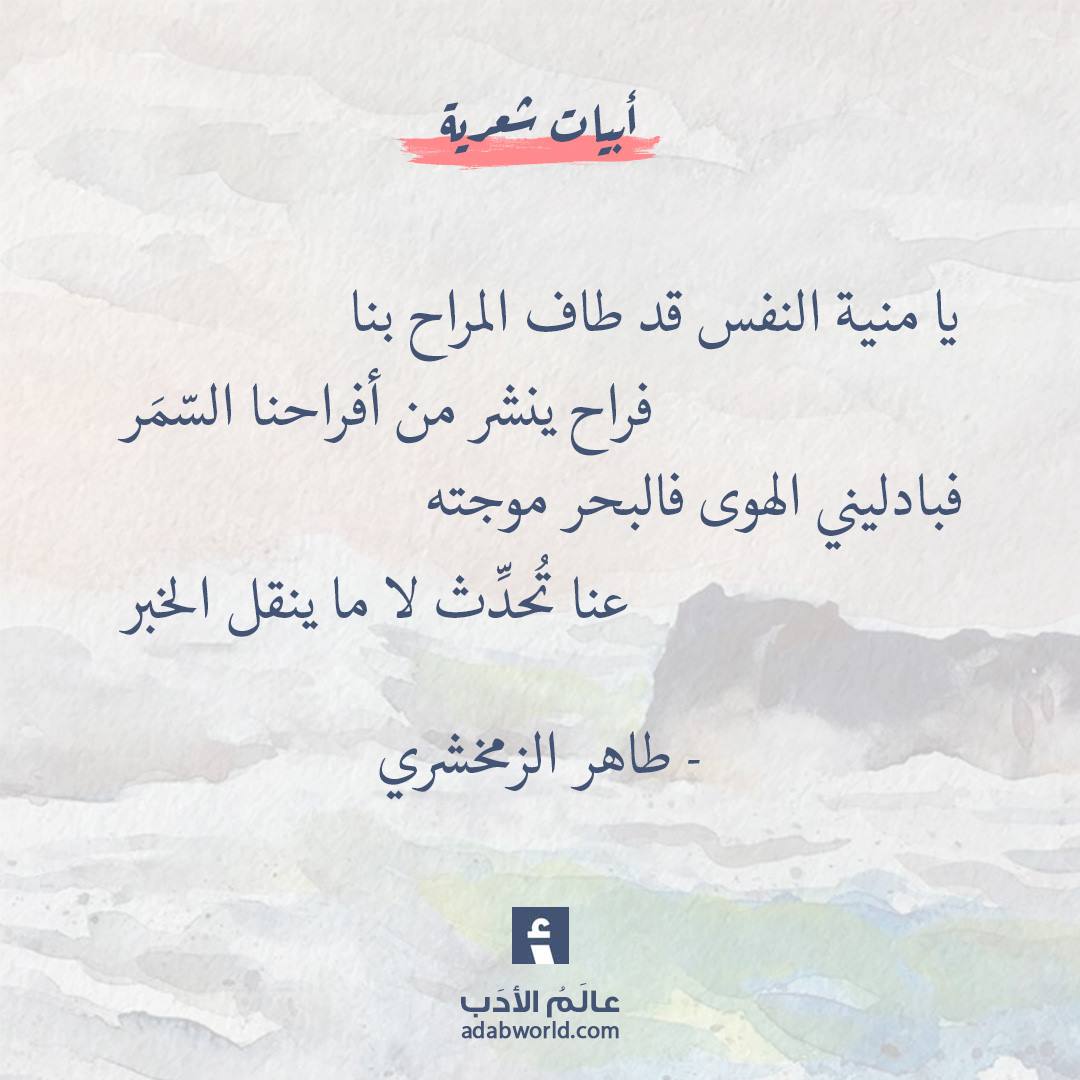 أبيات شعرية
يا منية النفس قد طاف المراح بنا
فراح ينشر من أفراحنا السّمَر
فبادليني الهوى فالبحر موجته
عنا تُحدِّث لا ما ينقل الخبر
- طاهر الزمخشري
أ
عالَمُ الأدَب
adabworld.com